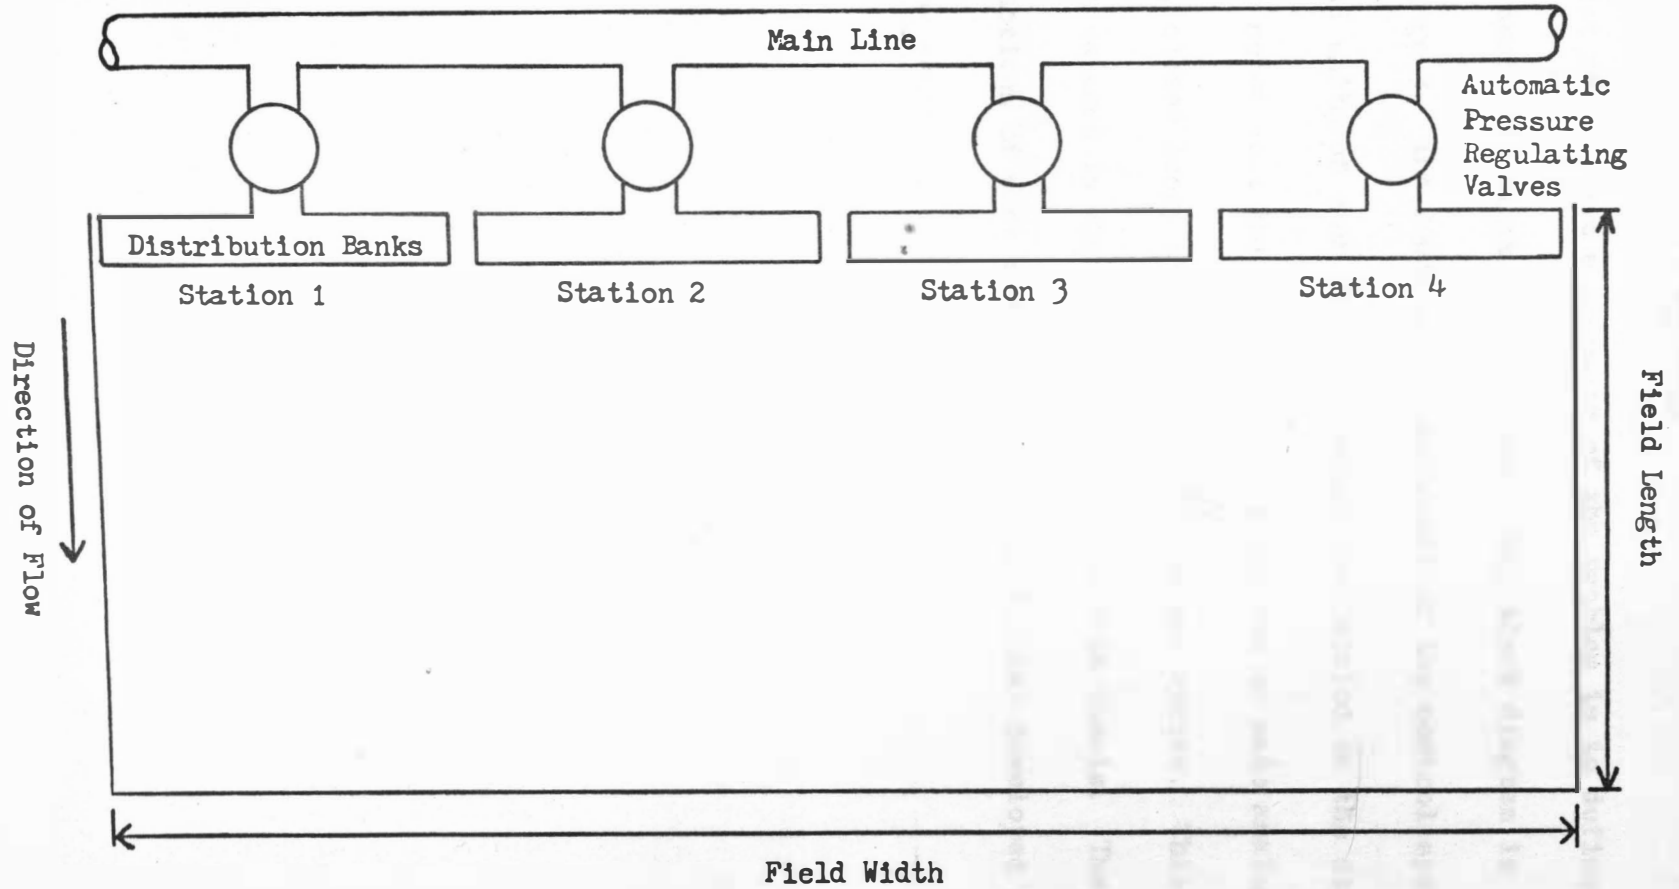 Main Line
Automatic
Pressure
Regulating
Valves
Distribution Banks
Station 1
Station 2
Station 3
Station 4
Direction of Flow
Field Length
Field Width